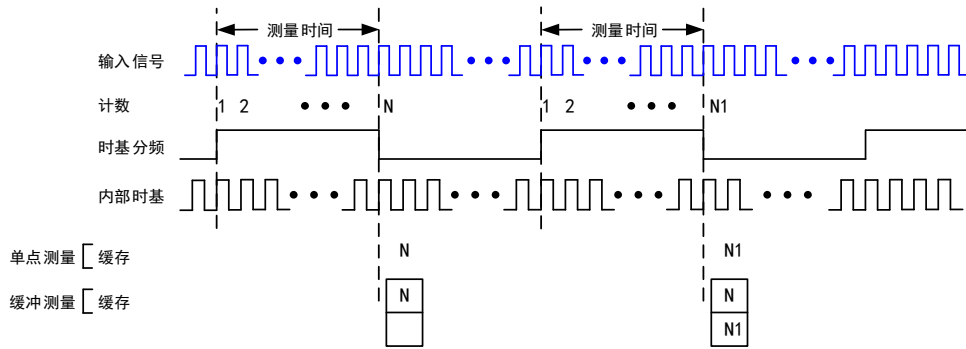 测量时间 测量时间
输入信号
计数 1 2 N 1 2 N1
时基分频
内部时基
单点测量 缓存 N N1
缓冲测量 缓存 N N
N1